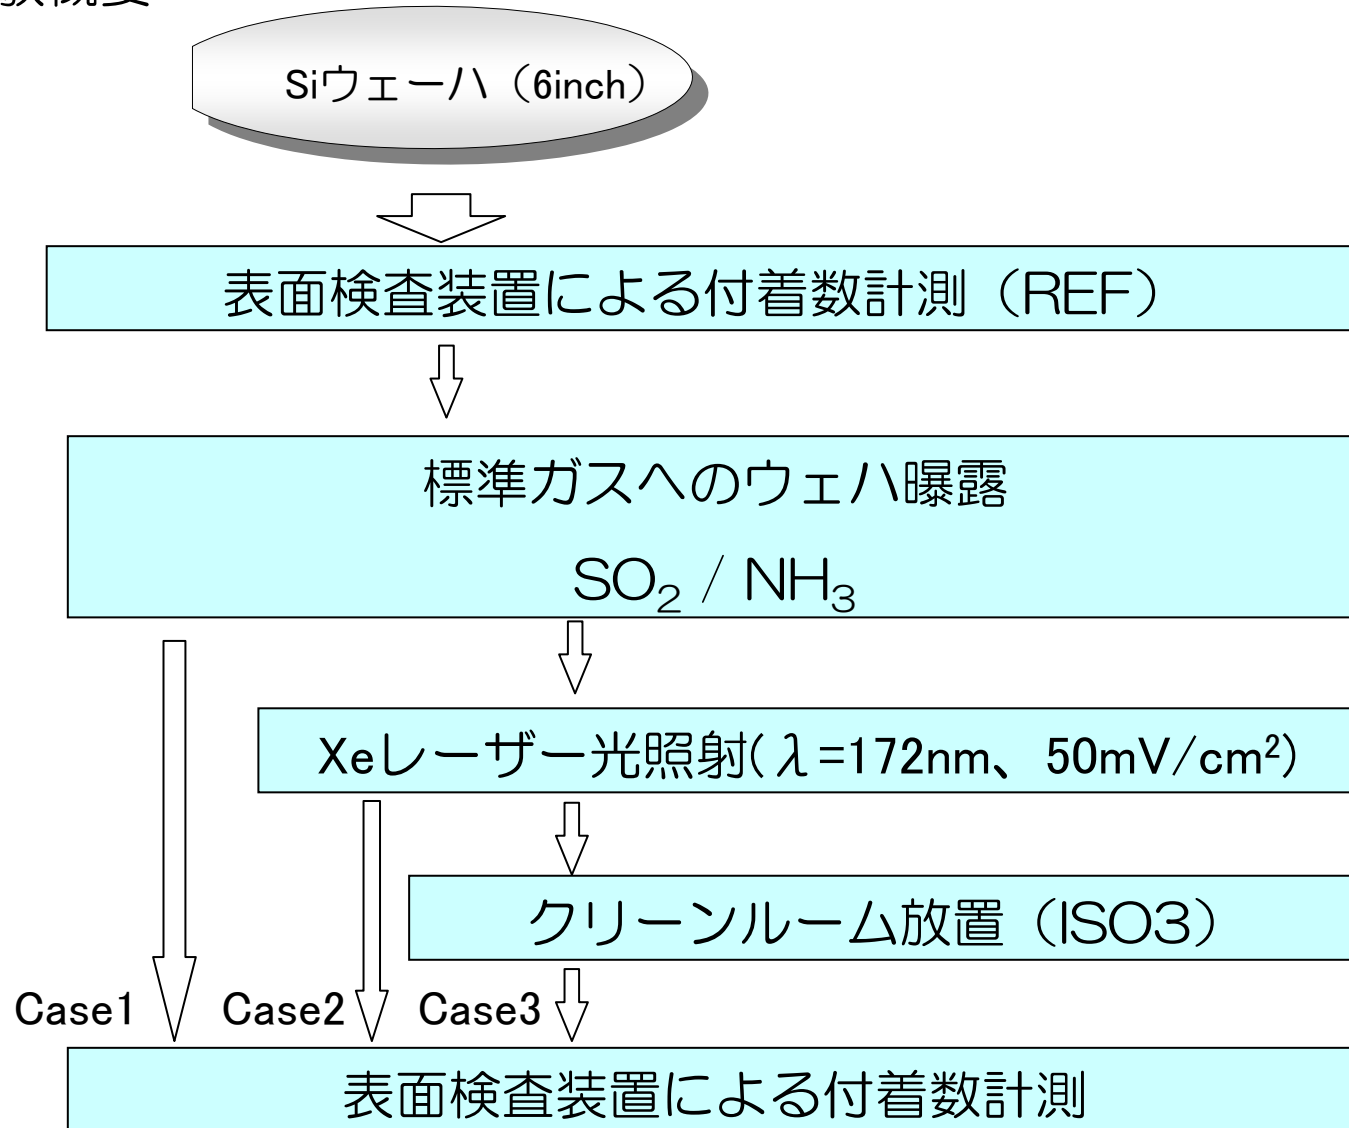 概要
Siウェーハ（6inch）
表面検査装置による付着数計測（REF）
標準ガスへのウェハ曝露
SO₂ / NH₃
Xeレーザー光照射(λ=172nm、50mV/cm²)
クリーンルーム放置（ISO3）
Case1 Case2 Case3
表面検査装置による付着数計測